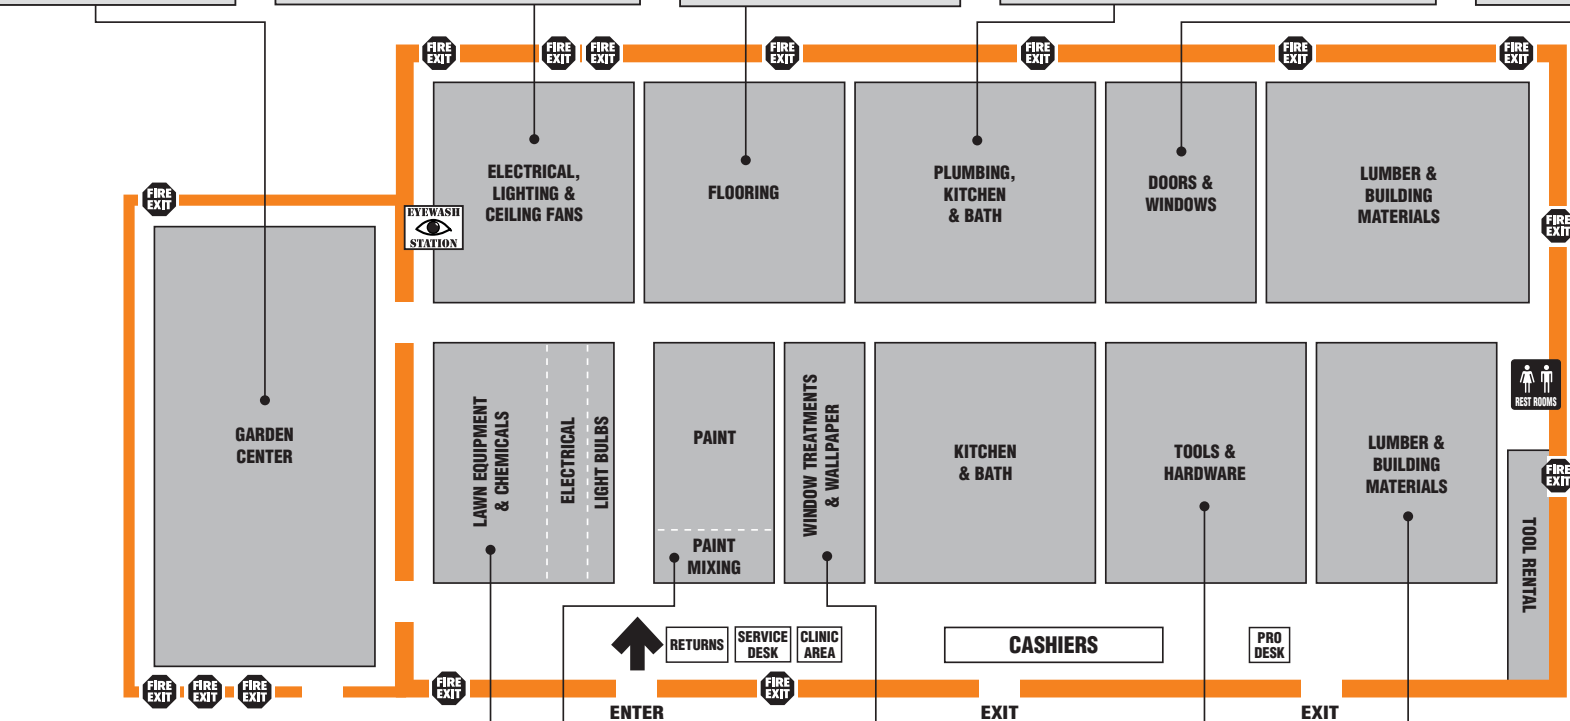 FIRE
EXIT
FIRE
EXIT
FIRE
EXIT
FIRE
EXIT
FIRE
EXIT
FIRE
EXIT
FIRE
EXIT
FIRE
EXIT
EYEWASH
STATION
ELECTRICAL,
LIGHTING &
CEILING FANS
FLOORING
PLUMBING,
KITCHEN
& BATH
DOORS &
WINDOWS
LUMBER &
BUILDING
MATERIALS
FIRE
EXIT
GARDEN
CENTER
LAWN EQUIPMENT
& CHEMICALS
ELECTRICAL
LIGHT BULBS
PAINT
PAINT
MIXING
WINDOW TREATMENTS
& WALLPAPER
KITCHEN
& BATH
TOOLS &
HARDWARE
LUMBER &
BUILDING
MATERIALS
REST ROOMS
FIRE
EXIT
TOOL RENTAL
RETURNS
SERVICE
DESK
CLINIC
AREA
CASHIERS
PRO
DESK
FIRE
EXIT
FIRE
EXIT
FIRE
EXIT
FIRE
EXIT
FIRE
EXIT
ENTER
EXIT
EXIT